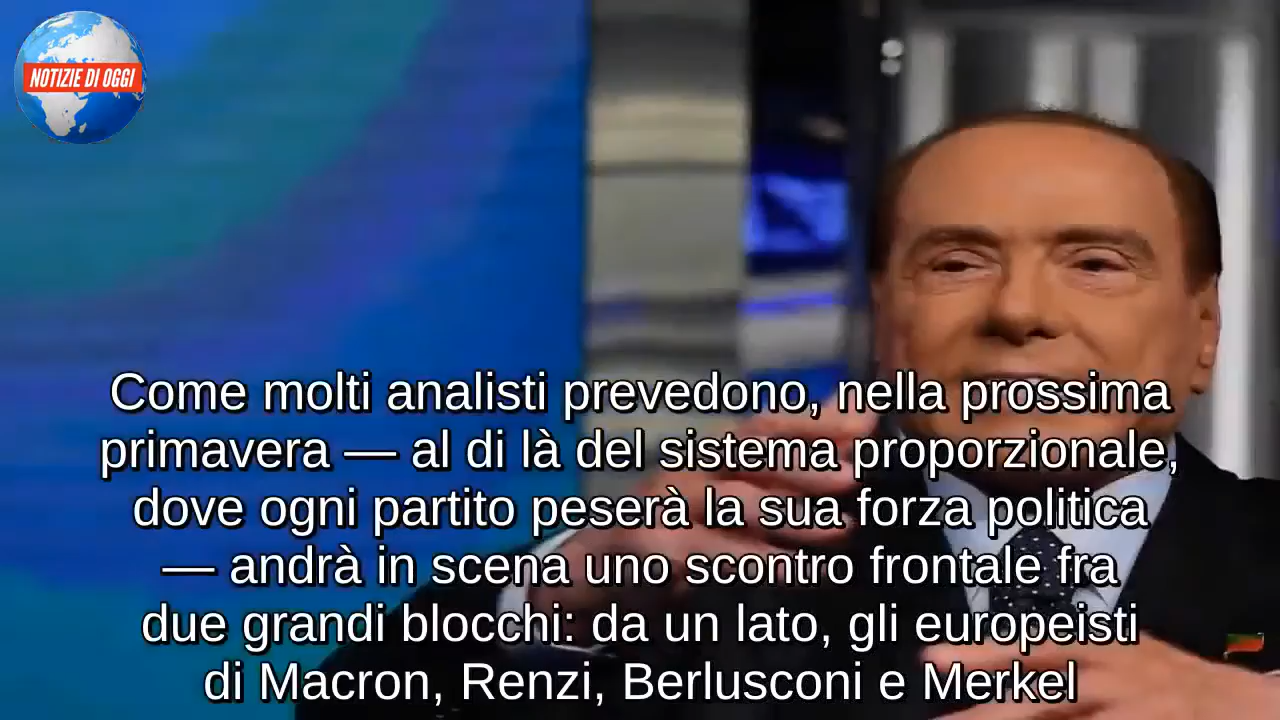 NOTIZIE DI OGGI
Come molti analisti prevedono, nella prossima
primavera — al di là del sistema proporzionale,
dove ogni partito peserà la sua forza politica
— andrà in scena uno scontro frontale fra
due grandi blocchi: da un lato, gli europeisti
di Macron, Renzi, Berlusconi e Merkel